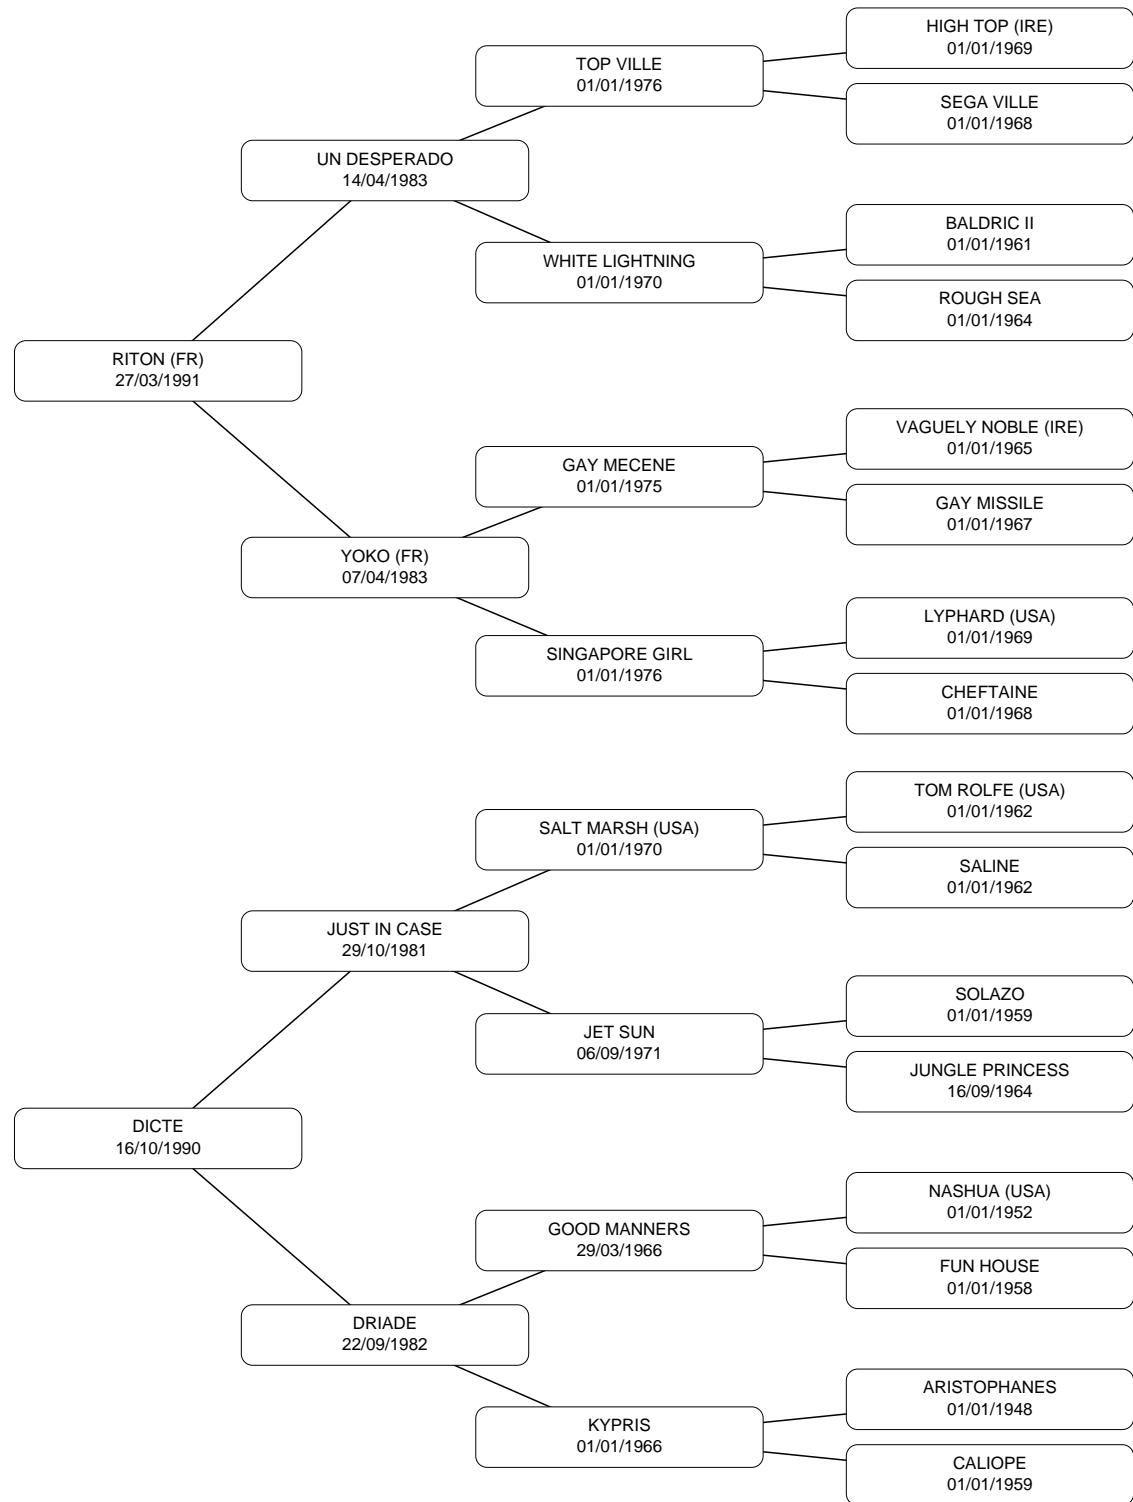 HIGH TOP (IRE)
01/01/1969
TOP VILLE
01/01/1976
SEGA VILLE
01/01/1968
UN DESPERADO
14/04/1983
BALDRIC II
01/01/1961
WHITE LIGHTNING
01/01/1970
ROUGH SEA
01/01/1964
RITON (FR)
27/03/1991
VAGUELY NOBLE (IRE)
01/01/1965
GAY MECENE
01/01/1975
GAY MISSILE
01/01/1967
YOKO (FR)
07/04/1983
LYPHARD (USA)
01/01/1969
SINGAPORE GIRL
01/01/1976
CHEFTAINE
01/01/1968
TOM ROLFE (USA)
01/01/1962
SALT MARSH (USA)
01/01/1970
SALINE
01/01/1962
JUST IN CASE
29/10/1981
SOLAZO
01/01/1959
JET SUN
06/09/1971
JUNGLE PRINCESS
16/09/1964
DICTE
16/10/1990
NASHUA (USA)
01/01/1952
GOOD MANNERS
29/03/1966
FUN HOUSE
01/01/1958
DRIADE
22/09/1982
ARISTOPHANES
01/01/1948
KYPRIS
01/01/1966
CALIOPE
01/01/1959